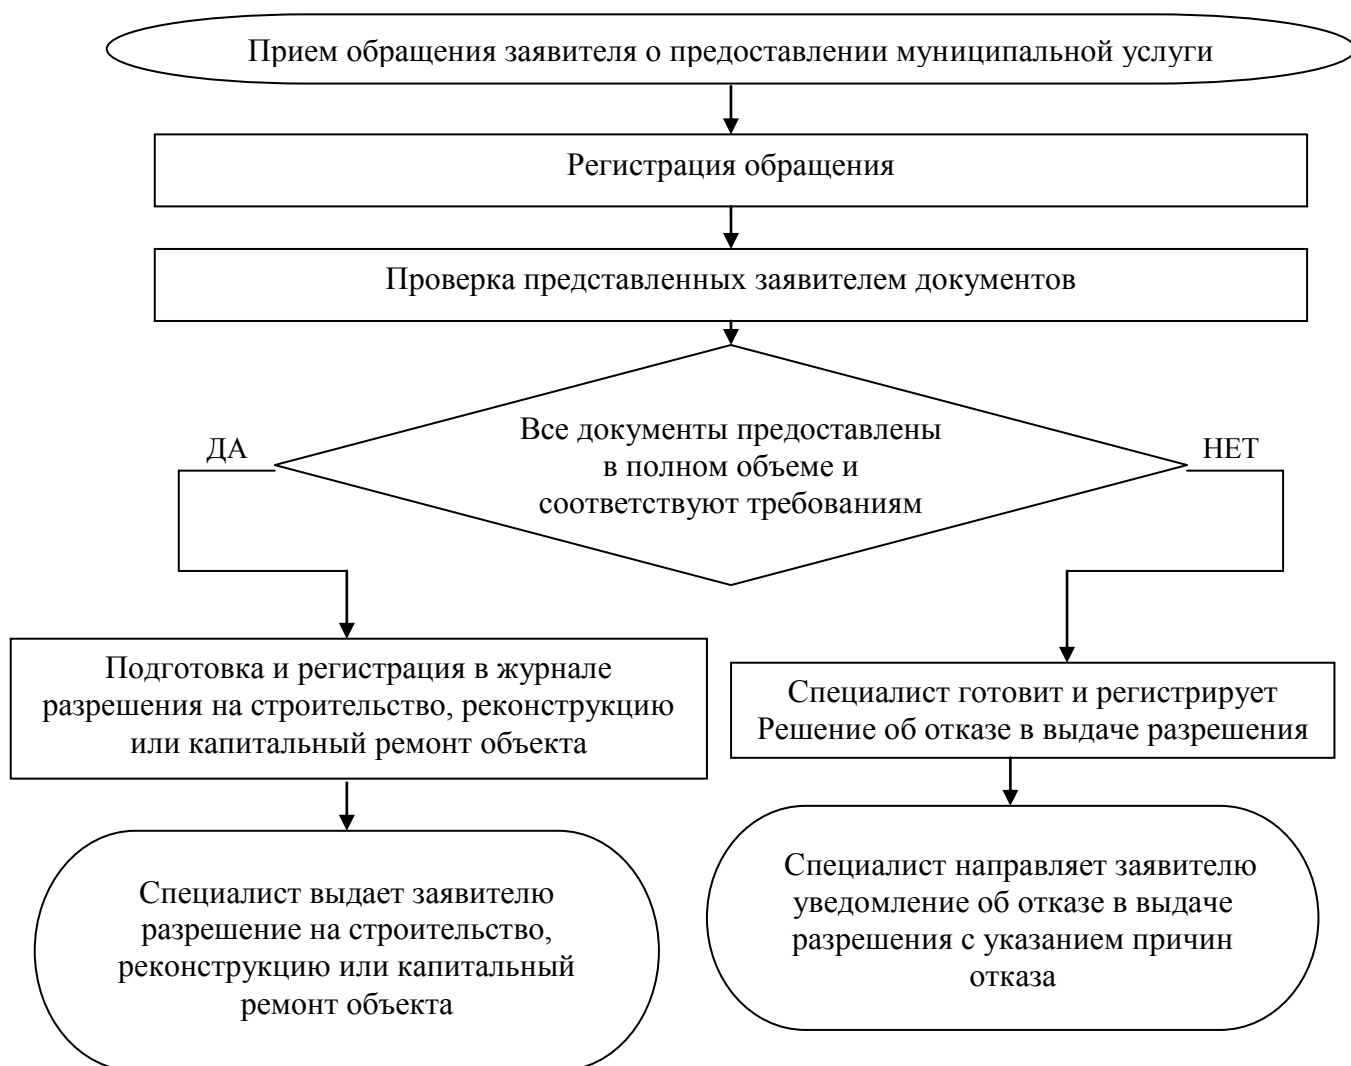 Прием обращения заявителя о предоставлении муниципальной услуги
Регистрация обращения
Проверка представленных заявителем документов
Все документы предоставлены
в полном объеме и
соответствуют требованиям
ДА
НЕТ
Подготовка и регистрация в журнале
разрешения на строительство, реконструкцию
или капитальный ремонт объекта
Специалист готовит и регистрирует
Решение об отказе в выдаче разрешения
Специалист выдает заявителю
разрешение на строительство,
реконструкцию или капитальный
ремонт объекта
Специалист направляет заявителю
уведомление об отказе в выдаче
разрешения с указанием причин
отказа